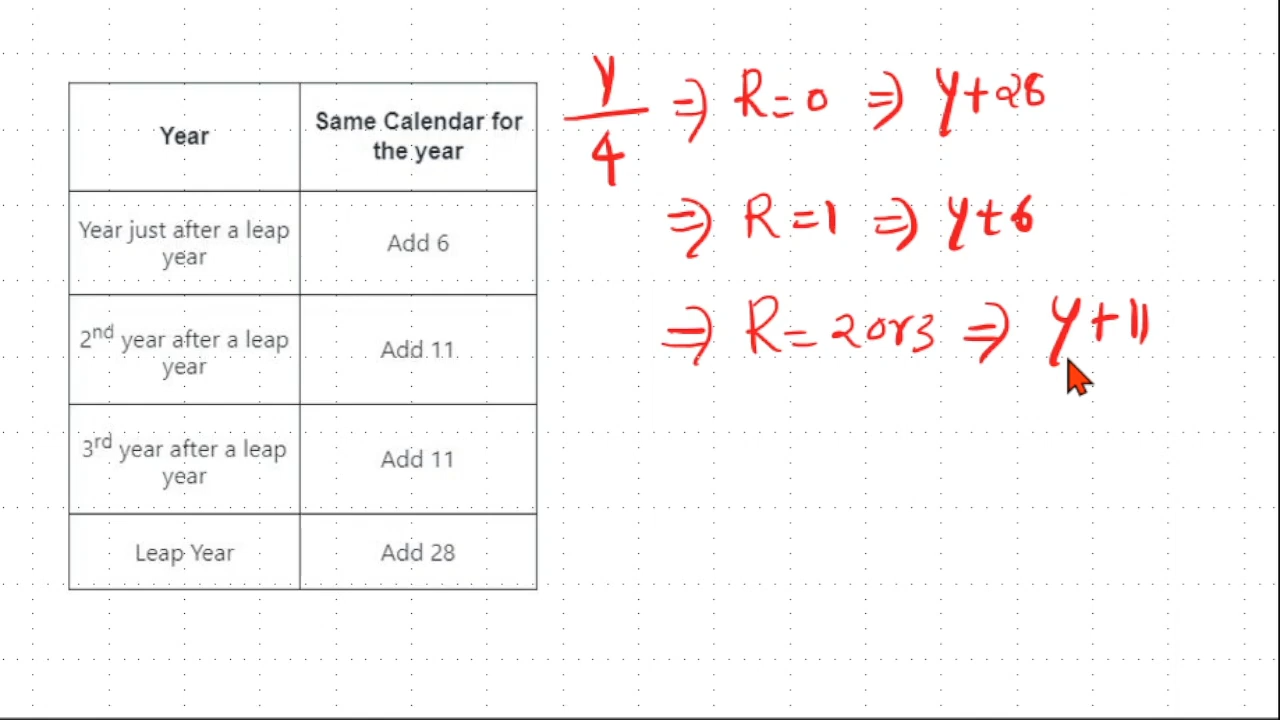 Year
Same Calendar for
the year
Year just after a leap
year
Add 6
2nd year after a leap
year
Add 11
3rd year after a leap
year
Add 11
Leap Year
Add 28
y/4 ⇒ R=0 ⇒ y+28
⇒ R=1 ⇒ y+6
⇒ R=2 or 3 ⇒ y+11